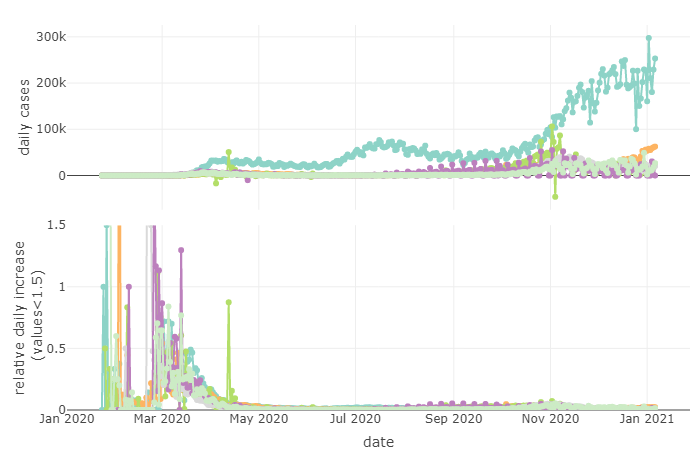 300k
200k
100k
0
daily cases
1.5
1
0.5
0
relative daily increase
(values<1.5)
Jan 2020 Mar 2020 May 2020 Jul 2020 Sep 2020 Nov 2020 Jan 2021
date